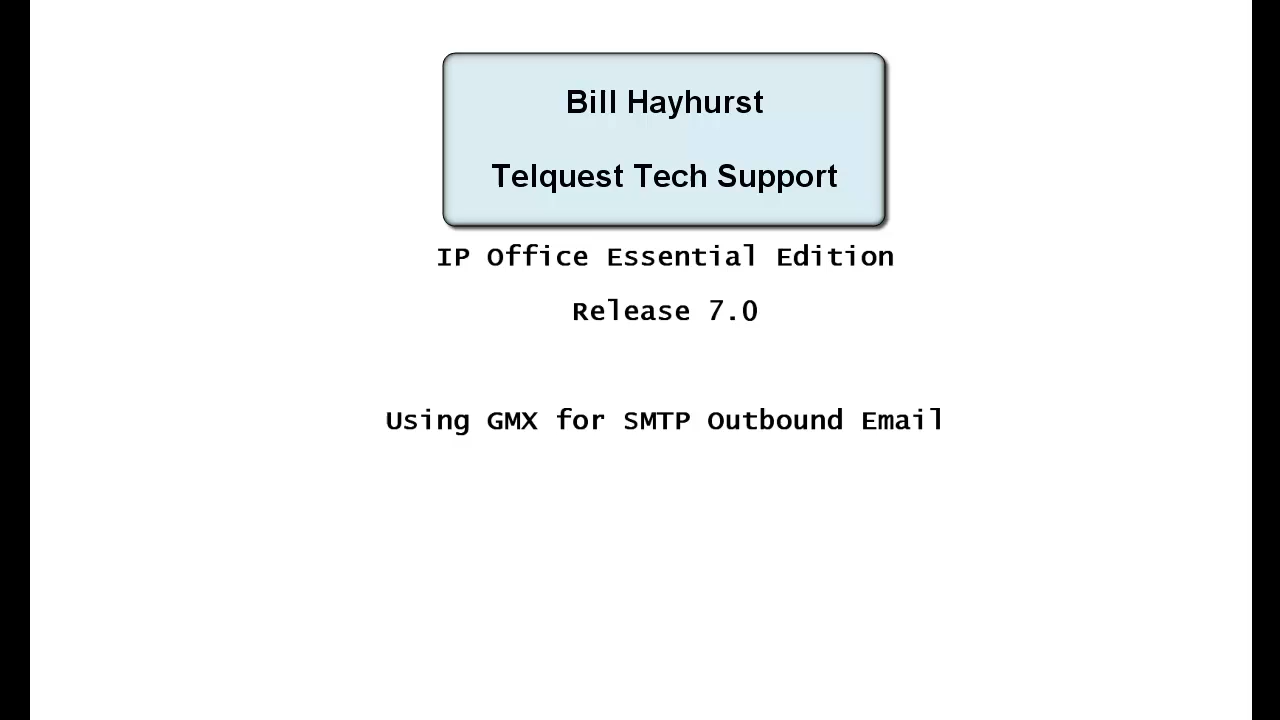 Bill Hayhurst
Telquest Tech Support
IP Office Essential Edition
Release 7.0
Using GMX for SMTP Outbound Email